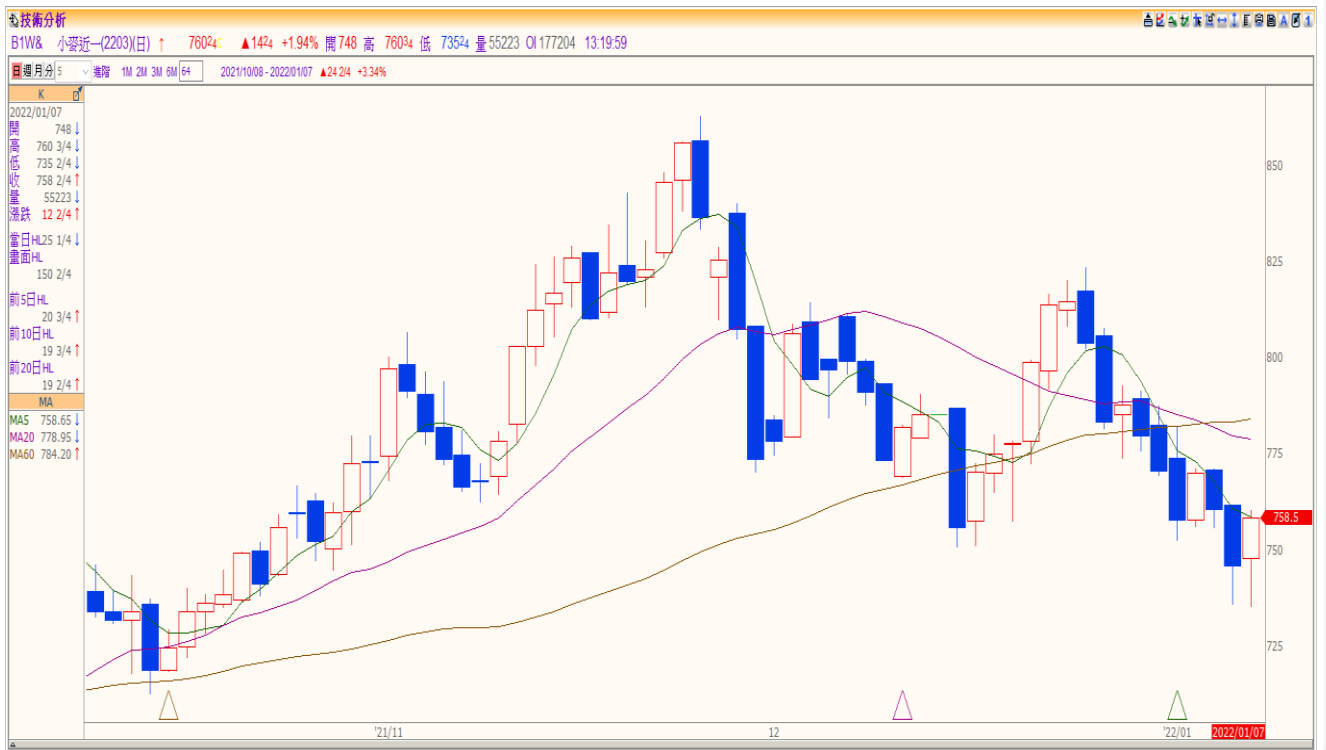 技術分析
B1W& 小麥近一(2203)(日) ↑ 760 2/4 C ▲14 2/4 +1.94% 開 748 高 760 3/4 低 735 2/4 量 55223 OI 177204 13:19:59
日 週 月 分 5 進階 1M 2M 3M 6M 64 2021/10/08 - 2022/01/07 ▲24 2/4 +3.34%
K
2022/01/07
開 748↓
高 760 3/4↓
低 735 2/4↓
收 758 2/4↑
量 55223↓
漲跌 12 2/4↑
當日HL25 1/4↓
畫面HL
150 2/4
前5日HL
20 3/4↑
前10日HL
19 3/4↑
前20日HL
19 2/4↑
MA
MA5 758.65↓
MA20 778.95↓
MA60 784.20↑
850
825
800
775
758.5
750
725
'21/11 12 '22/01 2022/01/07